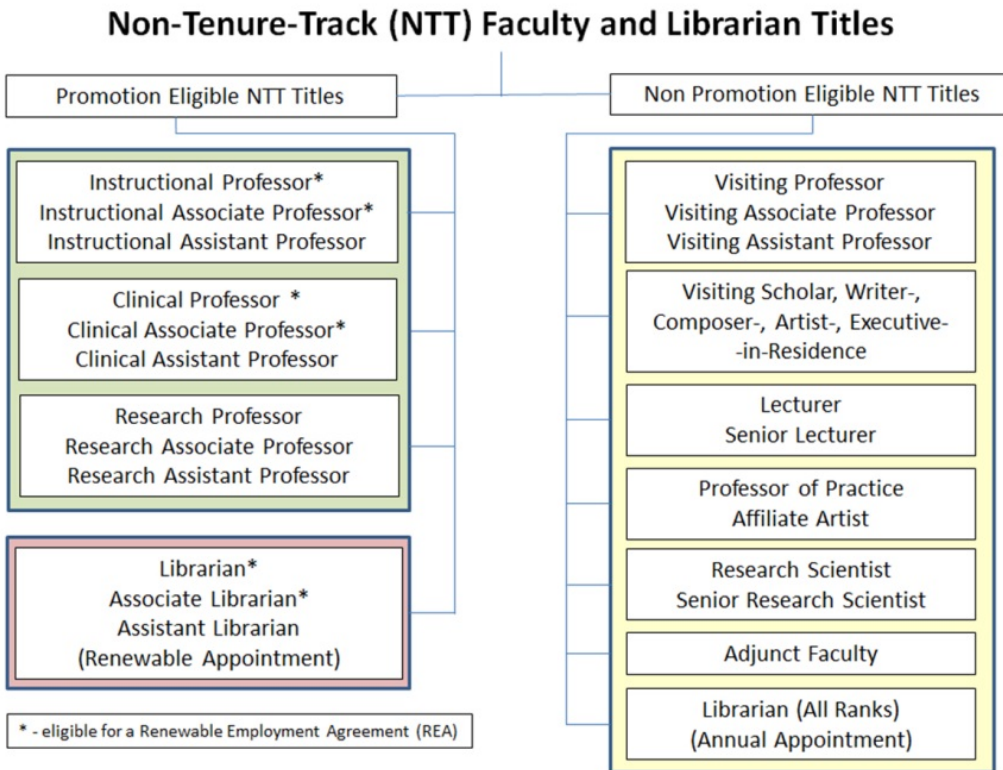 Non-Tenure-Track (NTT) Faculty and Librarian Titles
Promotion Eligible NTT Titles
Instructional Professor*
Instructional Associate Professor*
Instructional Assistant Professor
Clinical Professor *
Clinical Associate Professor*
Clinical Assistant Professor
Research Professor
Research Associate Professor
Research Assistant Professor
Librarian*
Associate Librarian*
Assistant Librarian
(Renewable Appointment)
* - eligible for a Renewable Employment Agreement (REA)
Non Promotion Eligible NTT Titles
Visiting Professor
Visiting Associate Professor
Visiting Assistant Professor
Visiting Scholar, Writer-,
Composer-, Artist-, Executive-
-in-Residence
Lecturer
Senior Lecturer
Professor of Practice
Affiliate Artist
Research Scientist
Senior Research Scientist
Adjunct Faculty
Librarian (All Ranks)
(Annual Appointment)